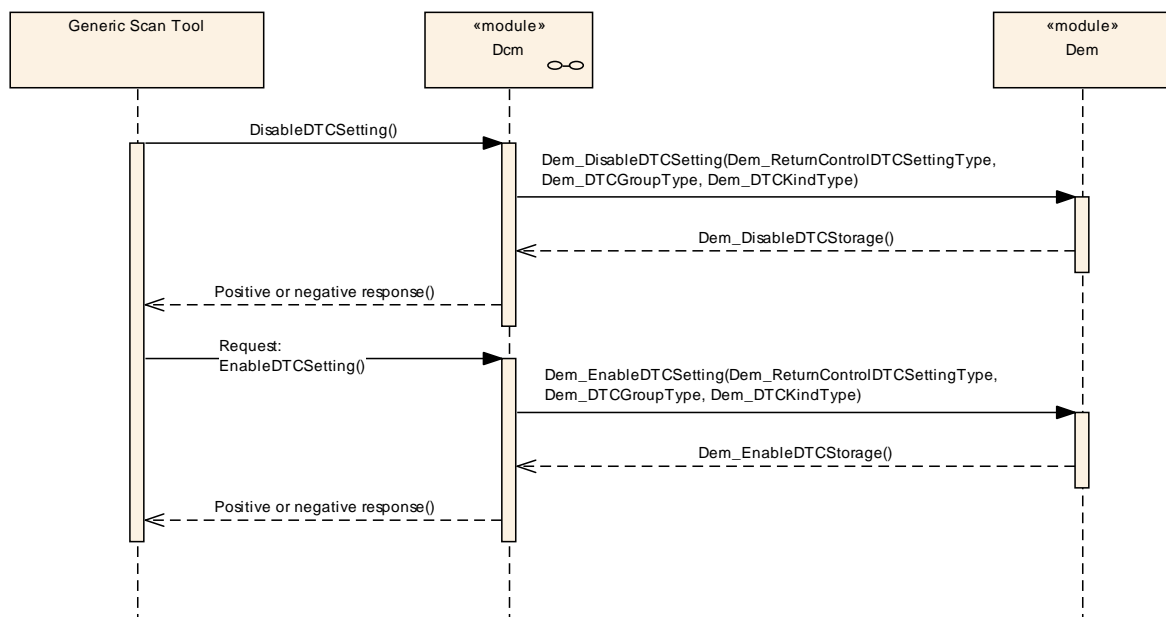 Generic Scan Tool
«module»
Dcm
«module»
Dem
DisableDTCSetting()
Dem_DisableDTCSetting(Dem_ReturnControlDTCSettingType,
Dem_DTCGroupType, Dem_DTCKindType)
Dem_DisableDTCStorage()
Positive or negative response()
Request:
EnableDTCSetting()
Dem_EnableDTCSetting(Dem_ReturnControlDTCSettingType,
Dem_DTCGroupType, Dem_DTCKindType)
Dem_EnableDTCStorage()
Positive or negative response()